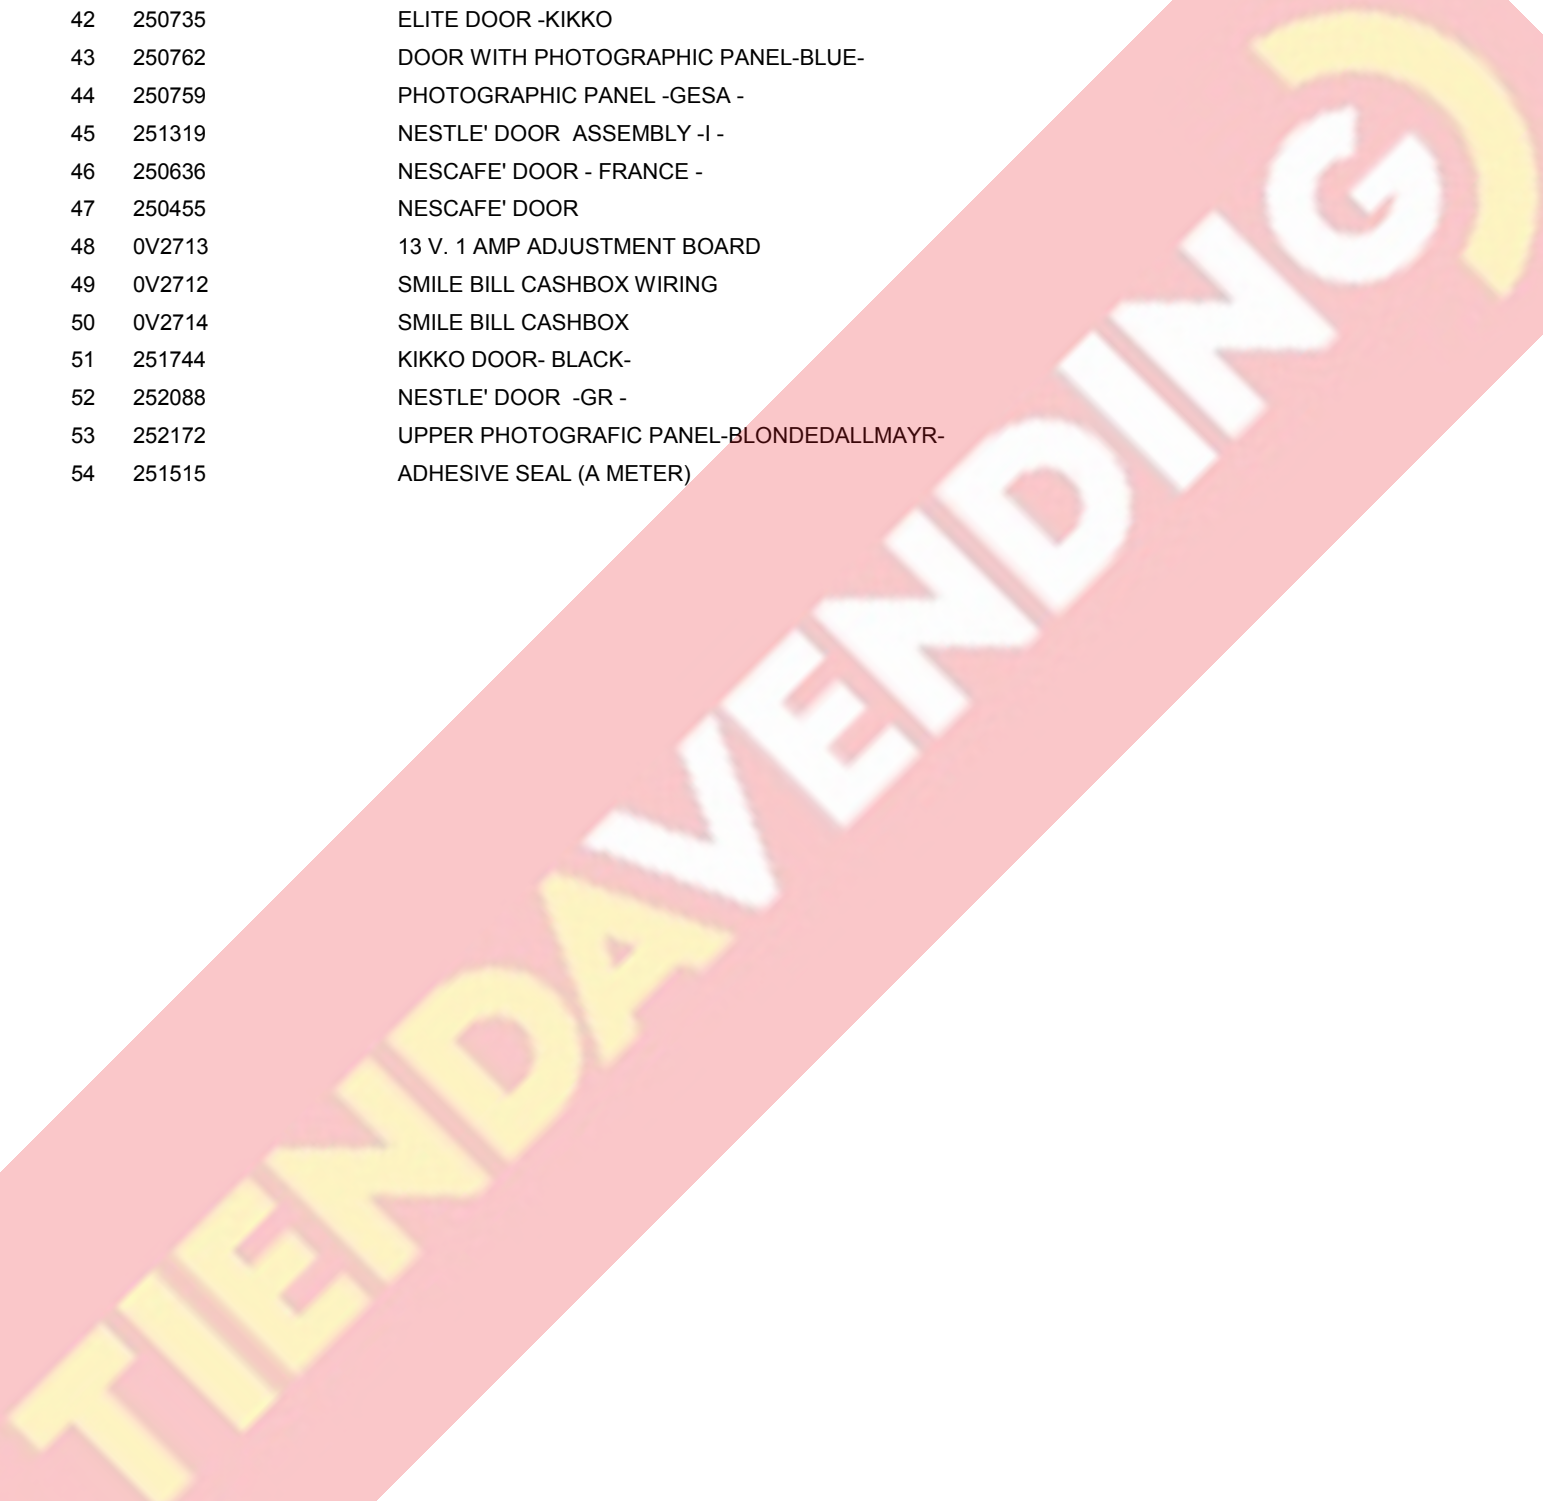 42 250735 ELITE DOOR -KIKKO
43 250762 DOOR WITH PHOTOGRAPHIC PANEL-BLUE-
44 250759 PHOTOGRAPHIC PANEL -GESA -
45 251319 NESTLE' DOOR  ASSEMBLY -I -
46 250636 NESCAFE' DOOR - FRANCE -
47 250455 NESCAFE' DOOR
48 0V2713 13 V. 1 AMP ADJUSTMENT BOARD
49 0V2712 SMILE BILL CASHBOX WIRING
50 0V2714 SMILE BILL CASHBOX
51 251744 KIKKO DOOR- BLACK-
52 252088 NESTLE' DOOR  -GR -
53 252172 UPPER PHOTOGRAFIC PANEL-BLONDEDALLMAYR-
54 251515 ADHESIVE SEAL (A METER)
TIENDAVENDING